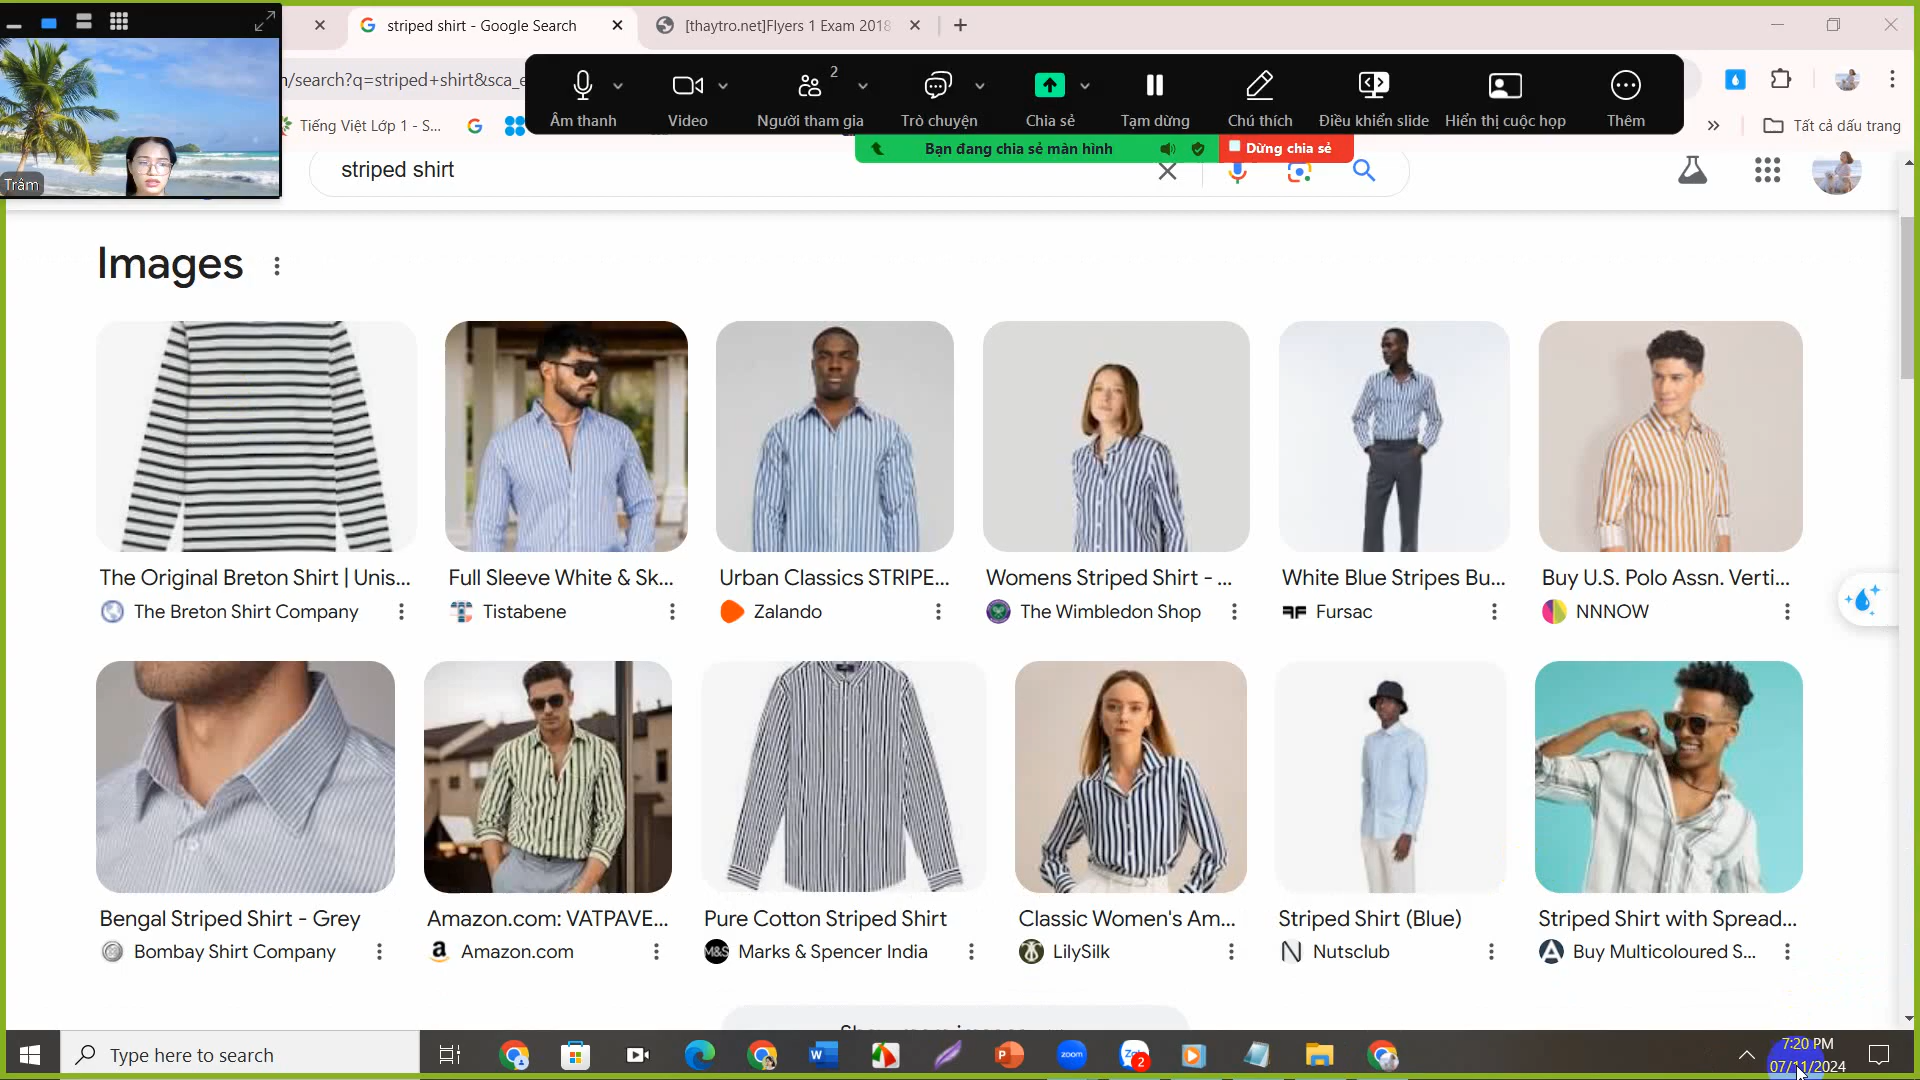 striped shirt - Google Search
[thaytro.net]Flyers 1 Exam 2018
/search?q=striped+shirt&sca_e
Âm thanh
Video
2
Người tham gia
Trò chuyện
Chia sẻ
Tạm dừng
Chú thích
Điều khiển slide
Hiển thị cuộc họp
Thêm
Tiếng Việt Lớp 1 - S...
Tất cả dấu trang
Bạn đang chia sẻ màn hình
Dừng chia sẻ
Trâm
striped shirt
Images
The Original Breton Shirt | Unis...
The Breton Shirt Company
Full Sleeve White & Sk...
Tistabene
Urban Classics STRIPE...
Zalando
Womens Striped Shirt - ...
The Wimbledon Shop
White Blue Stripes Bu...
Fursac
Buy U.S. Polo Assn. Verti...
NNNOW
Bengal Striped Shirt - Grey
Bombay Shirt Company
Amazon.com: VATPAVE...
Amazon.com
Pure Cotton Striped Shirt
M&S Marks & Spencer India
Classic Women's Am...
LilySilk
Striped Shirt (Blue)
Nutsclub
Striped Shirt with Spread...
Buy Multicoloured S...
Type here to search
zoom
2
7:20 PM
07/11/2024